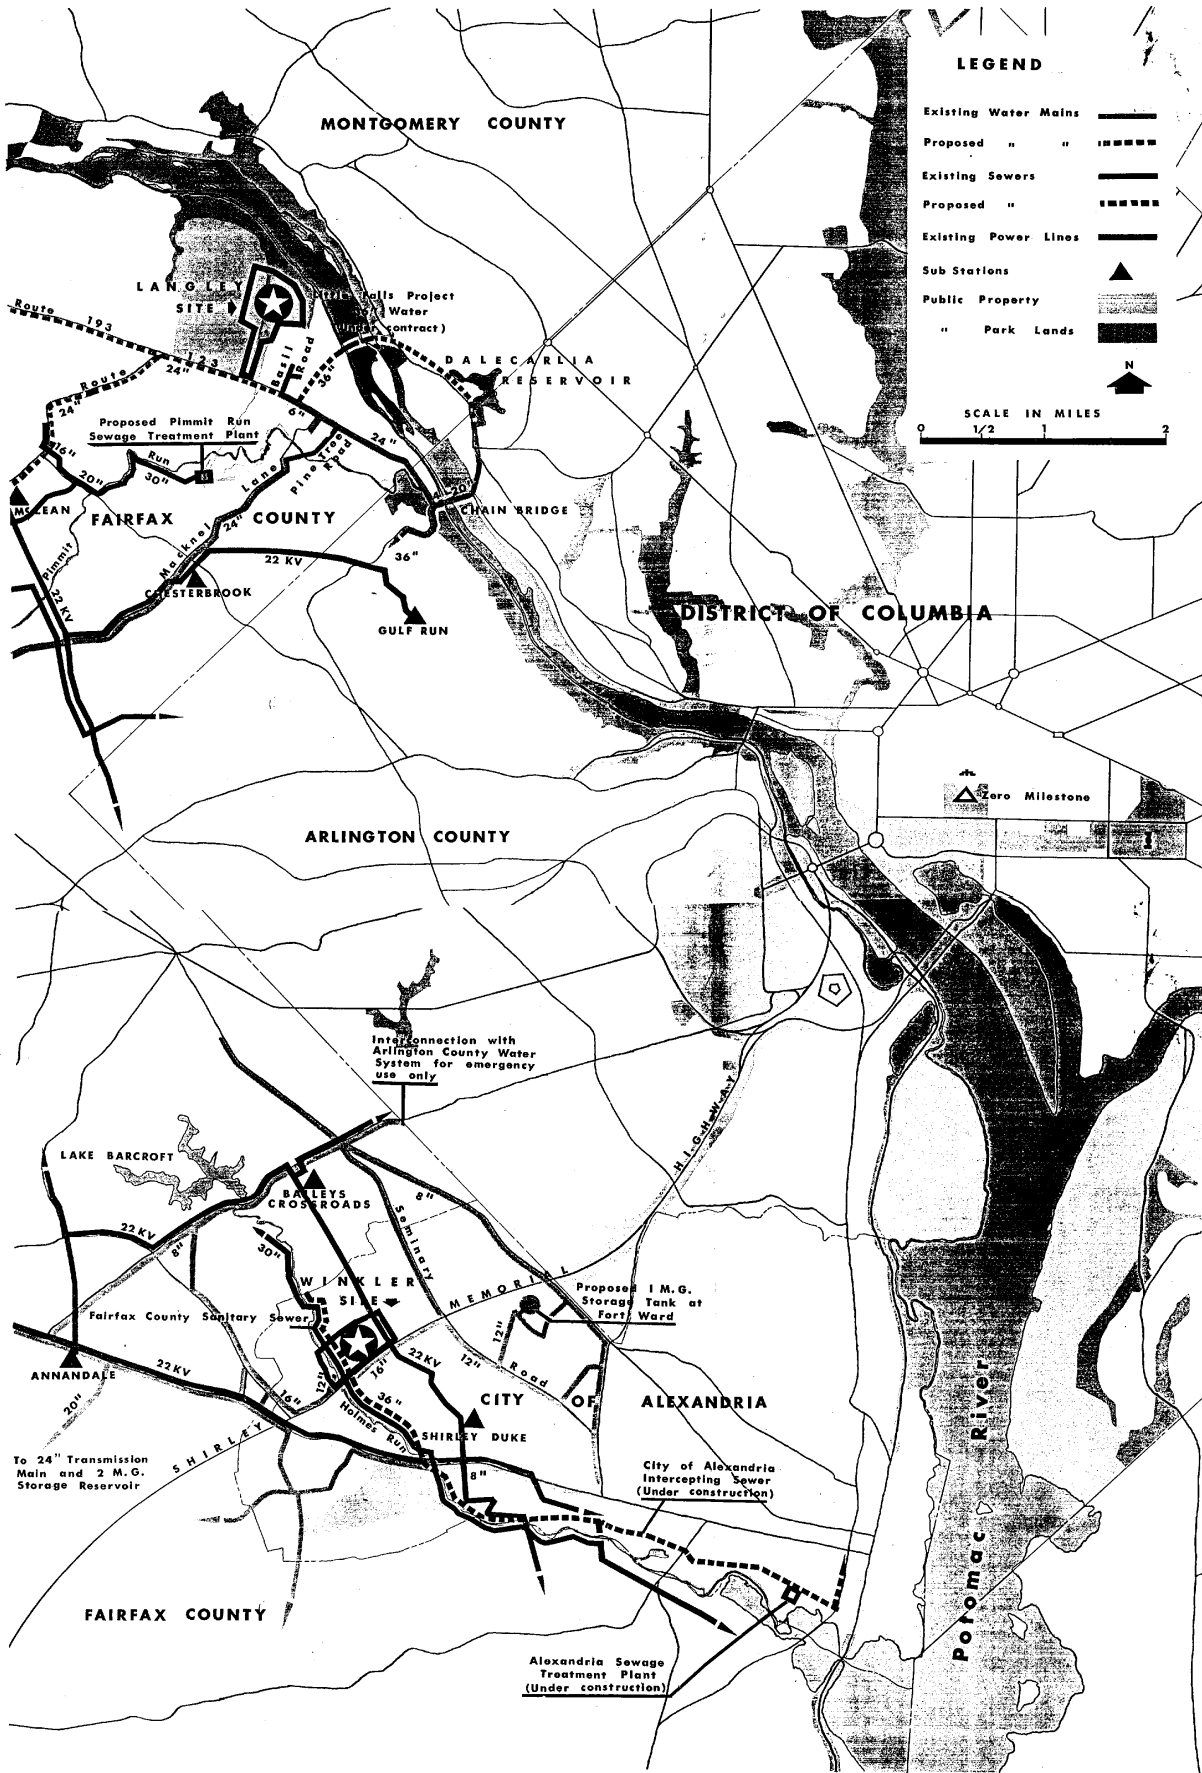 LEGEND
Existing Water Mains
Proposed " "
Existing Sewers
Proposed "
Existing Power Lines
Sub Stations
Public Property
" Park Lands
N
SCALE IN MILES
0 1/2 1 2
MONTGOMERY COUNTY
LANGLEY
SITE
Falls Project
Water
contract)
Route 193
123
24"
Basil
Road
36"
DALECARLIA
RESERVOIR
Route
24"
6"
Proposed Pimmit Run
Sewage Treatment Plant
24"
16"
Run
20"
30"
Lane
Road
20"
CHAIN BRIDGE
McLEAN
FAIRFAX COUNTY
24"
Macknel
36"
22 KV
Pimmit
22 KV
CHESTERBROOK
GULF RUN
DISTRICT OF COLUMBIA
Zero Milestone
ARLINGTON COUNTY
Interconnection with
Arlington County Water
System for emergency
use only
HIGHWAY
LAKE BARCROFT
BAILEYS
CROSSROADS
8"
22 KV
8"
Seminary
30"
WINKLER
SITE
MEMORIAL
Proposed 1 M.G.
Storage Tank at
Fort Ward
Fairfax County Sanitary Sewer
12"
22 KV
12"
Road
16"
12"
ANNANDALE
22 KV
20"
16"
36"
Holmes Run
CITY OF ALEXANDRIA
SHIRLEY DUKE
SHIRLEY
To 24" Transmission
Main and 2 M.G.
Storage Reservoir
8"
City of Alexandria
Intercepting Sewer
(Under construction)
Potomac River
FAIRFAX COUNTY
Alexandria Sewage
Treatment Plant
(Under construction)